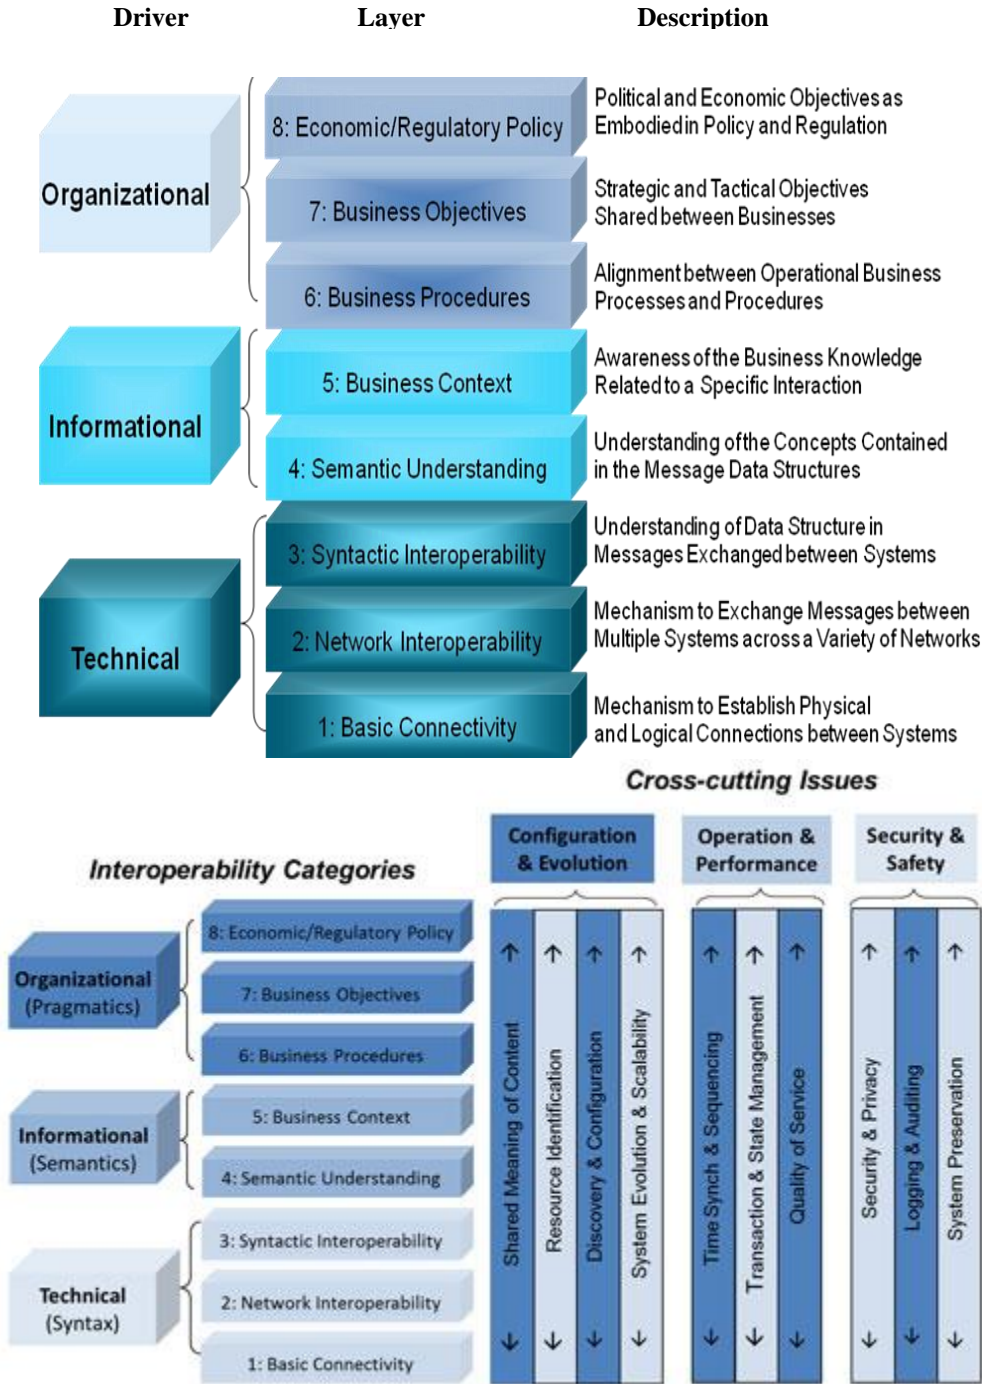 Driver Layer Description
8: Economic/Regulatory Policy
Political and Economic Objectives as
Embodied in Policy and Regulation
Organizational
7: Business Objectives
Strategic and Tactical Objectives
Shared between Businesses
6: Business Procedures
Alignment between Operational Business
Processes and Procedures
Informational
5: Business Context
Awareness of the Business Knowledge
Related to a Specific Interaction
4: Semantic Understanding
Understanding of the Concepts Contained
in the Message Data Structures
Technical
3: Syntactic Interoperability
Understanding of Data Structure in
Messages Exchanged between Systems
2: Network Interoperability
Mechanism to Exchange Messages between
Multiple Systems across a Variety of Networks
1: Basic Connectivity
Mechanism to Establish Physical
and Logical Connections between Systems
Cross-cutting Issues
Configuration
& Evolution
Operation &
Performance
Security &
Safety
Interoperability Categories
Organizational
(Pragmatics)
8: Economic/Regulatory Policy
7: Business Objectives
6: Business Procedures
Informational
(Semantics)
5: Business Context
4: Semantic Understanding
Technical
(Syntax)
3: Syntactic Interoperability
2: Network Interoperability
1: Basic Connectivity
Shared Meaning of Content
Resource Identification
Discovery & Configuration
System Evolution & Scalability
Time Synch & Sequencing
Transaction & State Management
Quality of Service
Security & Privacy
Logging & Auditing
System Preservation